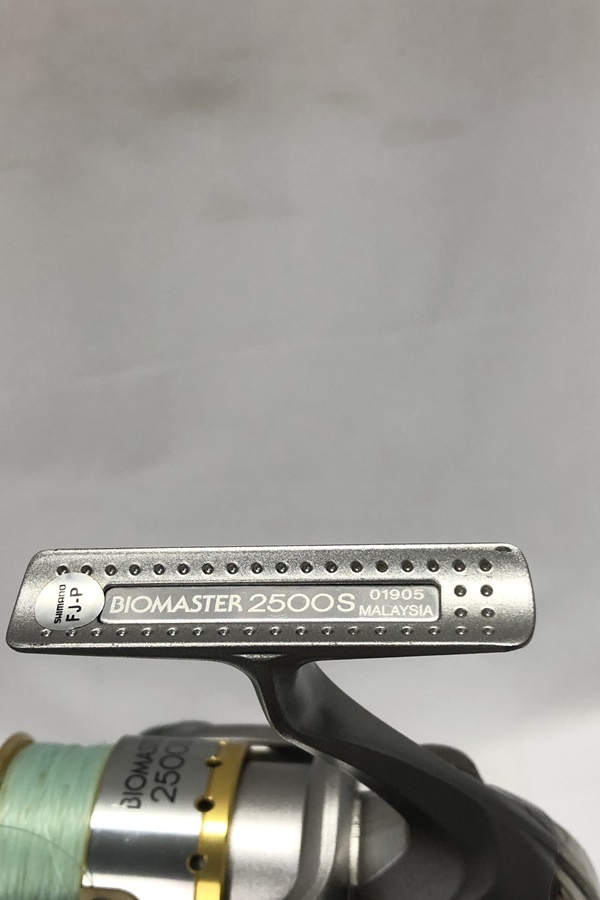 SHIMANO
FJ-P
BIOMASTER 2500S
01905
MALAYSIA
BIOMAST
2500